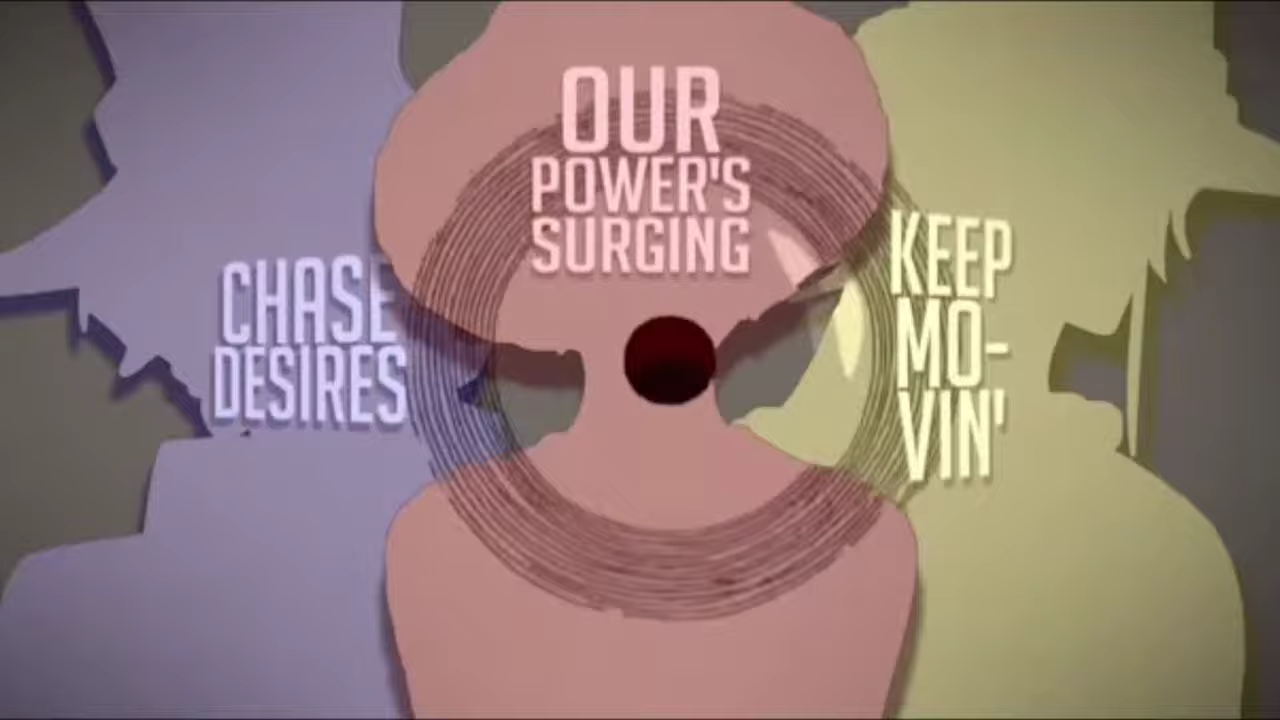 OUR
POWER'S
SURGING
CHASE
DESIRES
KEEP
MO-
VIN'